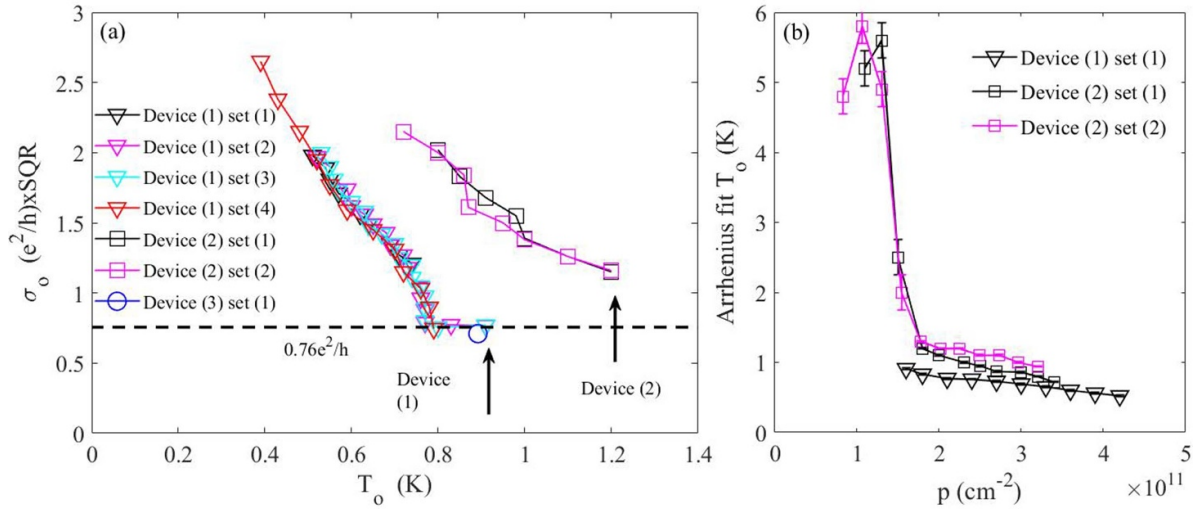 (a)
3
2.5
2
1.5
1
0.5
0
σo (e2/h)xSQR
Device (1) set (1)
Device (1) set (2)
Device (1) set (3)
Device (1) set (4)
Device (2) set (1)
Device (2) set (2)
Device (3) set (1)
0.76e2/h
Device
(1)
Device (2)
0 0.2 0.4 0.6 0.8 1 1.2 1.4
To (K)
(b)
6
5
4
3
2
1
0
Arrhenius fit To (K)
Device (1) set (1)
Device (2) set (1)
Device (2) set (2)
0 1 2 3 4 5
p (cm-2)
×1011